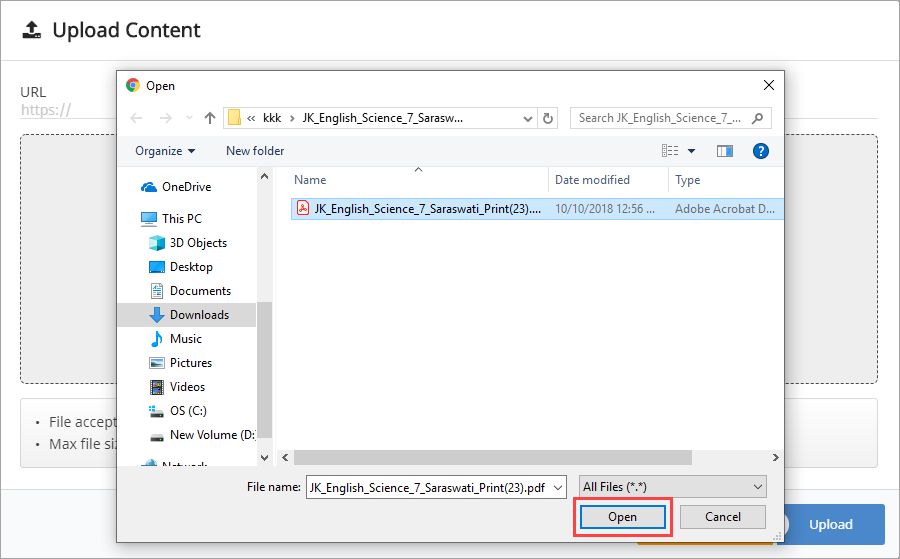 Upload Content
URL
https://
Open
« kkk > JK_English_Science_7_Sarasw...
Search JK_English_Science_7_...
Organize
New folder
Name Date modified Type
JK_English_Science_7_Saraswati_Print(23).... 10/10/2018 12:56 ... Adobe Acrobat D...
OneDrive
This PC
3D Objects
Desktop
Documents
Downloads
Music
Pictures
Videos
OS (C:)
New Volume (D:
Network
• File accept
• Max file si
File name: JK_English_Science_7_Saraswati_Print(23).pdf
All Files (*.*)
Open
Cancel
Upload